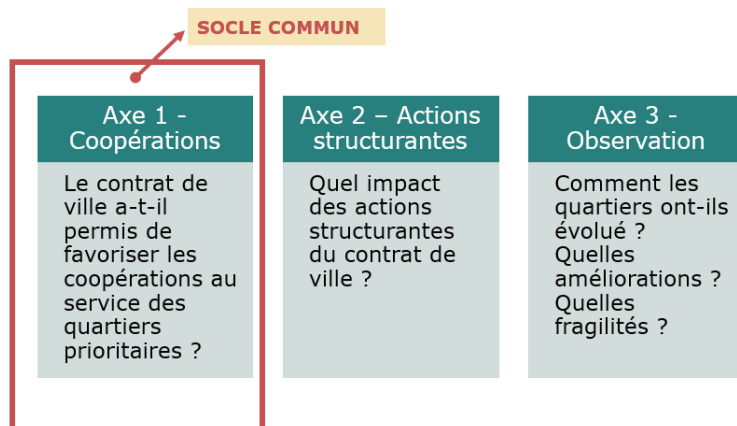 SOCLE COMMUN
Axe 1 -
Coopérations
Le contrat de
ville a-t-il
permis de
favoriser les
coopérations au
service des
quartiers
prioritaires ?
Axe 2 – Actions
structurantes
Quel impact
des actions
structurantes
du contrat de
ville ?
Axe 3 -
Observation
Comment les
quartiers ont-ils
évolué ?
Quelles
améliorations ?
Quelles
fragilités ?